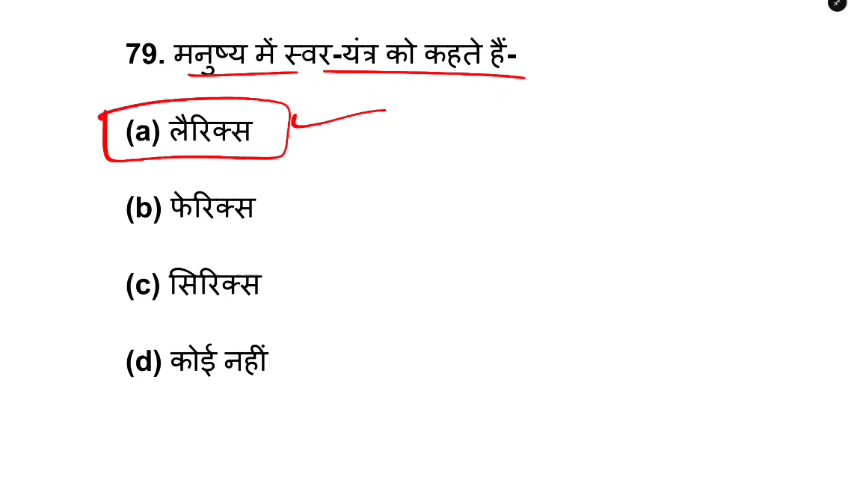 79. मनुष्य में स्वर-यंत्र को कहते हैं-
(a) लैरिक्स
(b) फेरिक्स
(c) सिरिक्स
(d) कोई नहीं